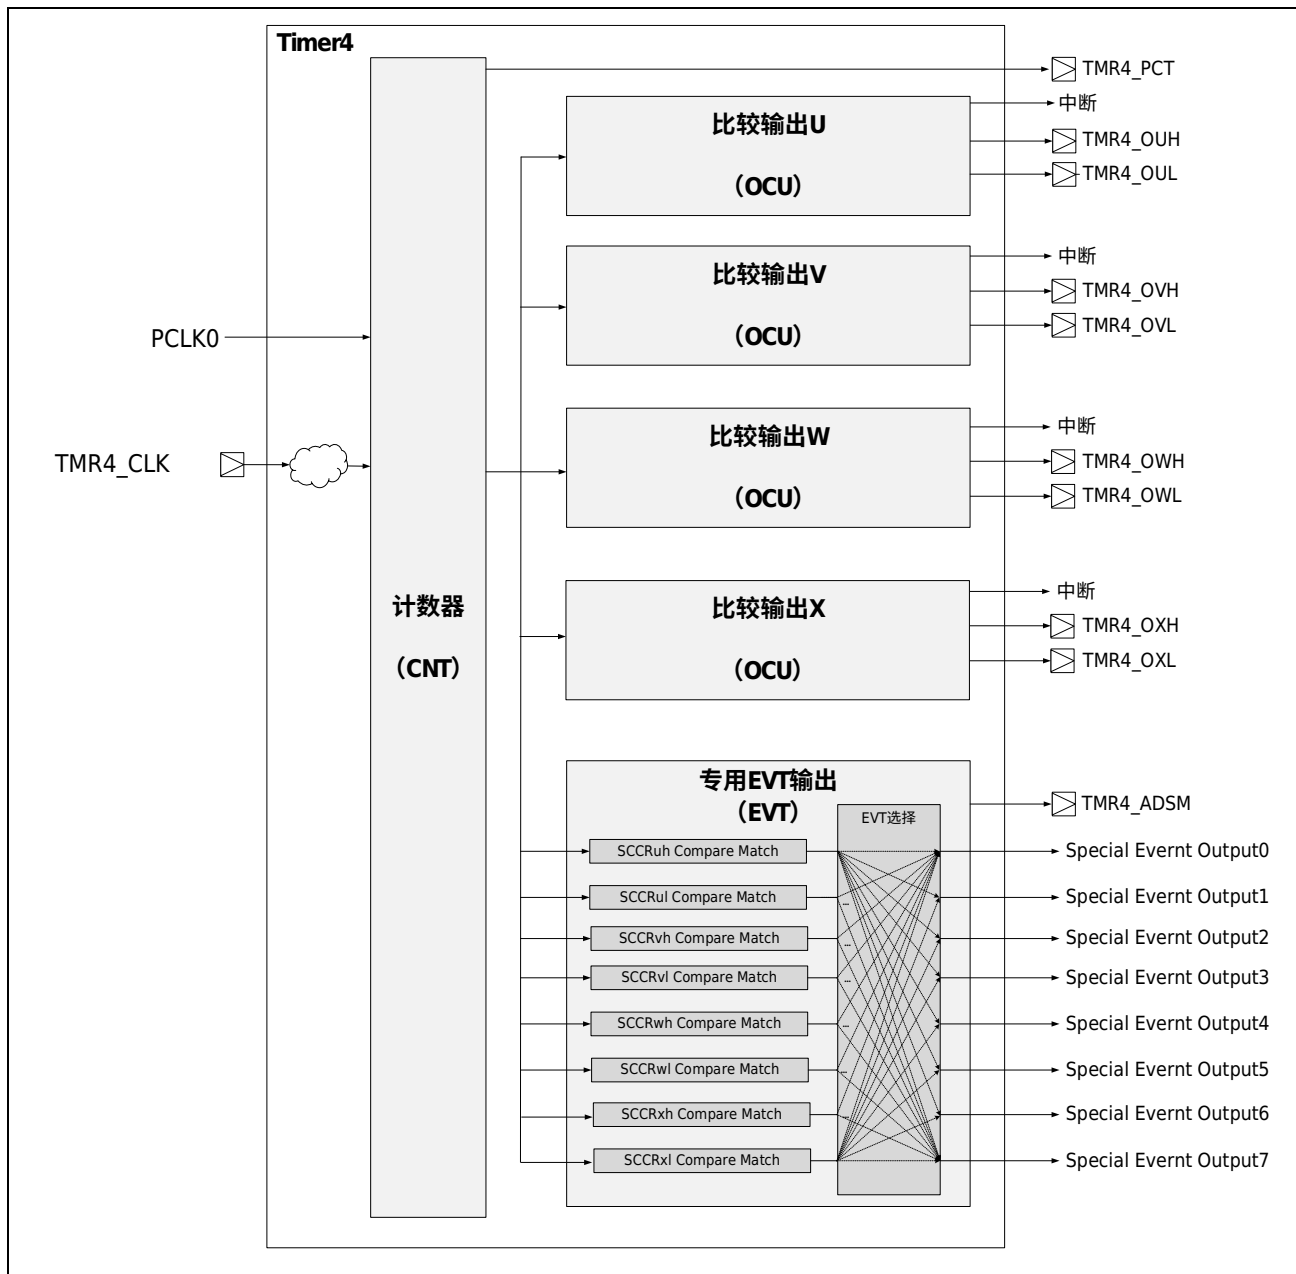 Timer4
TMR4_PCT
比较输出U
(OCU)
中断
TMR4_OUH
TMR4_OUL
比较输出V
(OCU)
中断
TMR4_OVH
TMR4_OVL
PCLK0
比较输出W
(OCU)
中断
TMR4_OWH
TMR4_OWL
TMR4_CLK
计数器
(CNT)
比较输出X
(OCU)
中断
TMR4_OXH
TMR4_OXL
专用EVT输出
(EVT)
EVT选择
TMR4_ADSM
SCCRuh Compare Match
Special Evernt Output0
SCCRul Compare Match
...
Special Evernt Output1
SCCRvh Compare Match
...
Special Evernt Output2
SCCRvl Compare Match
...
Special Evernt Output3
SCCRwh Compare Match
...
Special Evernt Output4
SCCRwl Compare Match
...
Special Evernt Output5
SCCRxh Compare Match
...
Special Evernt Output6
SCCRxl Compare Match
Special Evernt Output7